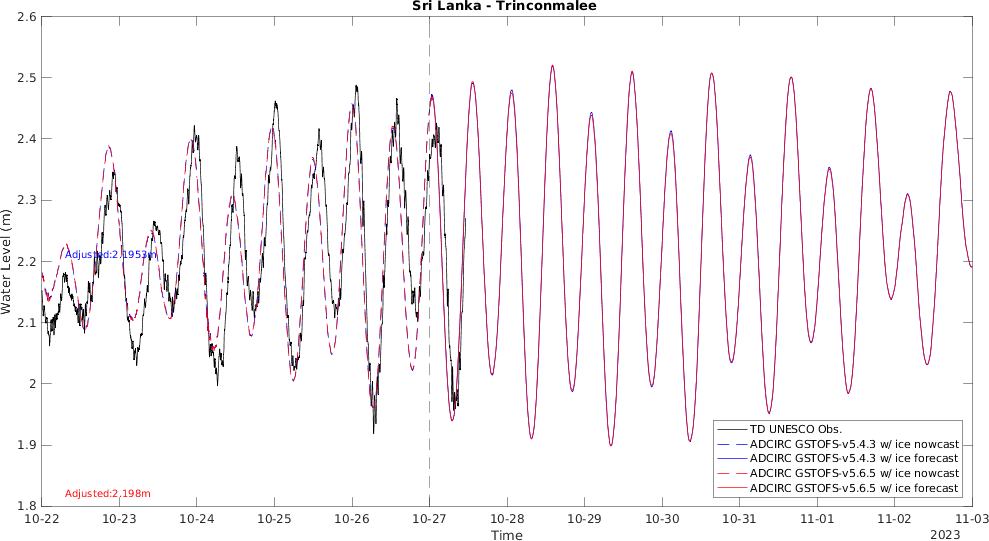 Sri Lanka - Trinconmalee
2.6
2.5
2.4
2.3
2.2
2.1
2
1.9
1.8
Water Level (m)
Adjusted:2.1953m
Adjusted:2.198m
TD UNESCO Obs.
ADCIRC GSTOFS-v5.4.3 w/ ice nowcast
ADCIRC GSTOFS-v5.4.3 w/ ice forecast
ADCIRC GSTOFS-v5.6.5 w/ ice nowcast
ADCIRC GSTOFS-v5.6.5 w/ ice forecast
10-22 10-23 10-24 10-25 10-26 10-27 10-28 10-29 10-30 10-31 11-01 11-02 11-03
Time
2023